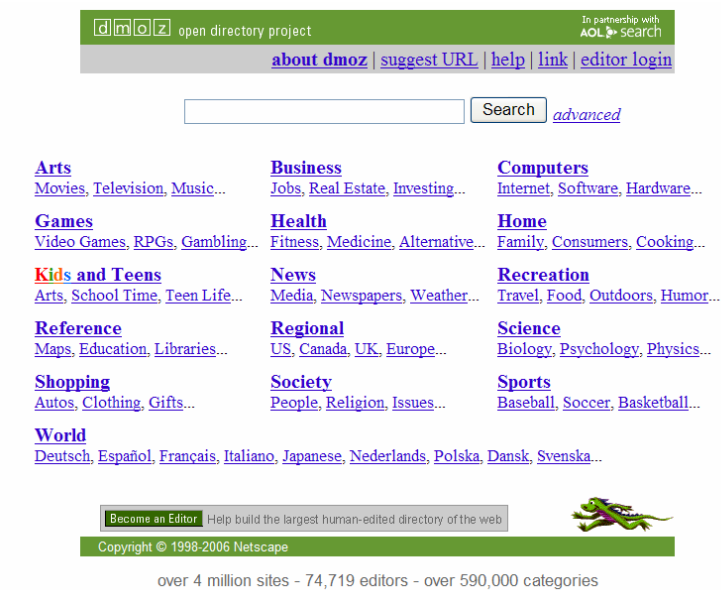 dmoz open directory project
In partnership with
AOL search
about dmoz | suggest URL | help | link | editor login
Search advanced
Arts Business Computers
Movies, Television, Music... Jobs, Real Estate, Investing... Internet, Software, Hardware...
Games Health Home
Video Games, RPGs, Gambling... Fitness, Medicine, Alternative... Family, Consumers, Cooking...
Kids and Teens News Recreation
Arts, School Time, Teen Life... Media, Newspapers, Weather... Travel, Food, Outdoors, Humor...
Reference Regional Science
Maps, Education, Libraries... US, Canada, UK, Europe... Biology, Psychology, Physics...
Shopping Society Sports
Autos, Clothing, Gifts... People, Religion, Issues... Baseball, Soccer, Basketball...
World
Deutsch, Español, Français, Italiano, Japanese, Nederlands, Polska, Dansk, Svenska...
Become an Editor Help build the largest human-edited directory of the web
Copyright © 1998-2006 Netscape
over 4 million sites - 74,719 editors - over 590,000 categories